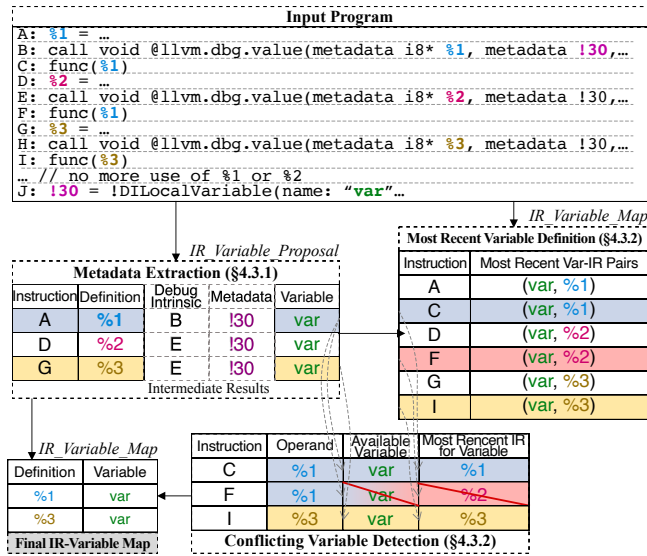 Input Program
A: %1 = …
B: call void @llvm.dbg.value(metadata i8* %1, metadata !30,…
C: func(%1)
D: %2 = …
E: call void @llvm.dbg.value(metadata i8* %2, metadata !30,…
F: func(%1)
G: %3 = …
H: call void @llvm.dbg.value(metadata i8* %3, metadata !30,…
I: func(%3)
… // no more use of %1 or %2
J: !30 = !DILocalVariable(name: “var”…
IR_Variable_Proposal
Metadata Extraction (§4.3.1)
Instruction Definition Debug Intrinsic Metadata Variable
A %1 B !30 var
D %2 E !30 var
G %3 E !30 var
Intermediate Results
IR_Variable_Map
Most Recent Variable Definition (§4.3.2)
Instruction Most Recent Var-IR Pairs
A (var, %1)
C (var, %1)
D (var, %2)
F (var, %2)
G (var, %3)
I (var, %3)
IR_Variable_Map
Definition Variable
%1 var
%3 var
Final IR-Variable Map
Instruction Operand Available Variable Most Rencent IR for Variable
C %1 var %1
F %1 var %2
I %3 var %3
Conflicting Variable Detection (§4.3.2)